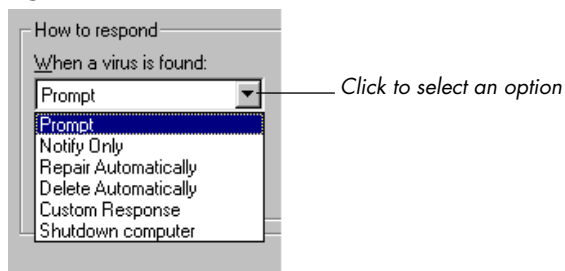 How to respond
When a virus is found:
Prompt
Click to select an option
Prompt
Notify Only
Repair Automatically
Delete Automatically
Custom Response
Shutdown computer